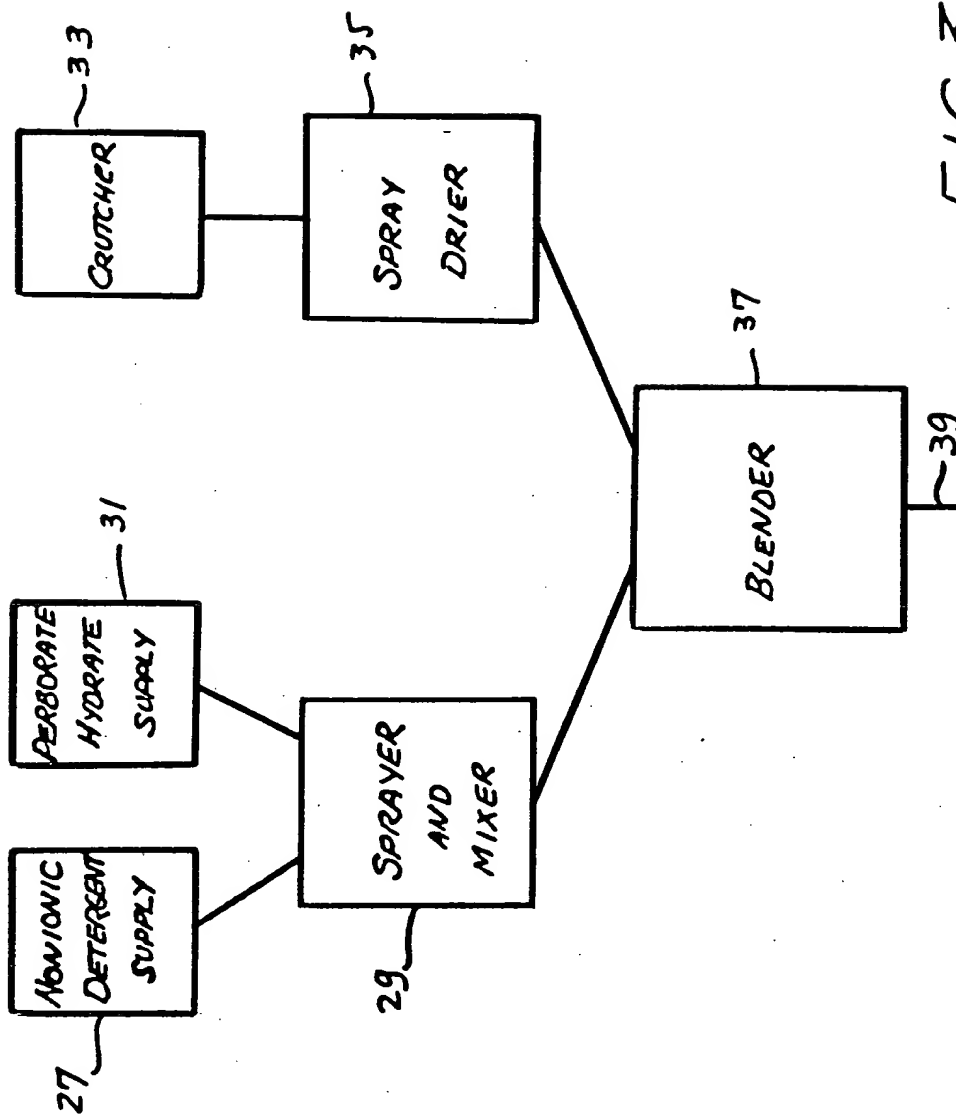 27
NONIONIC
DETERGENT
SUPPLY
PERBORATE
HYDRATE
SUPPLY
31
CRUTCHER
33
29
SPRAYER
AND
MIXER
SPRAY
DRIER
35
BLENDER
37
39
FIG